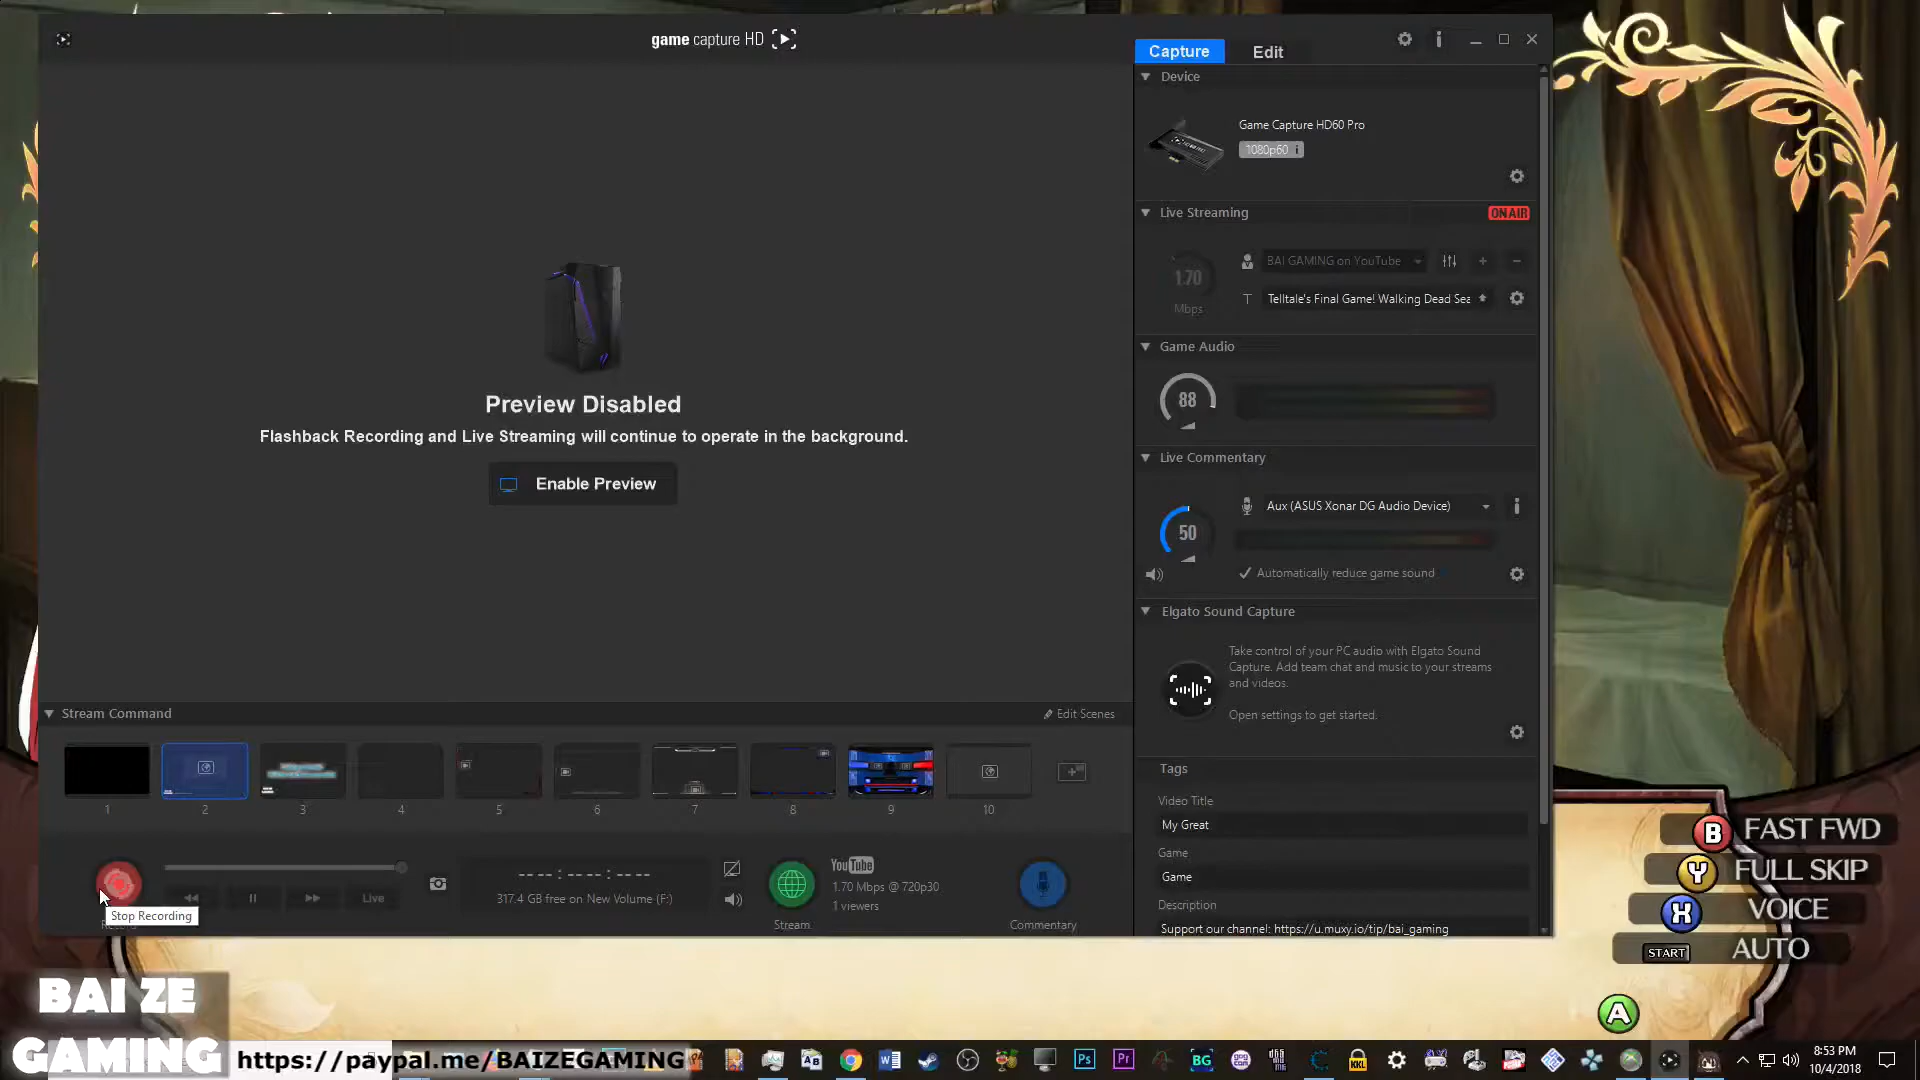 game capture HD
Capture
Edit
Device
Game Capture HD60 Pro
1080p60 i
Live Streaming
ON AIR
1.70
Mbps
BAI GAMING on YouTube
T
Telltale's Final Game! Walking Dead Sea
Game Audio
88
Live Commentary
Aux (ASUS Xonar DG Audio Device)
50
Automatically reduce game sound
Elgato Sound Capture
Take control of your PC audio with Elgato Sound
Capture. Add team chat and music to your streams
and videos.
Open settings to get started.
Tags
Video Title
My Great
Game
Game
Description
Support our channel: https://u.muxy.io/tip/bai_gaming
Preview Disabled
Flashback Recording and Live Streaming will continue to operate in the background.
Enable Preview
Stream Command
Edit Scenes
1 2 3 4 5 6 7 8 9 10
Live
Stop Recording
-- -- : -- -- : -- --
317.4 GB free on New Volume (F:)
Stream
YouTube
1.70 Mbps @ 720p30
1 viewers
Commentary
B FAST FWD
Y FULL SKIP
X VOICE
START AUTO
A
BAI ZE
GAMING
https://paypal.me/BAIZEGAMING
Ps
Pr
BG
KKL
8:53 PM
10/4/2018